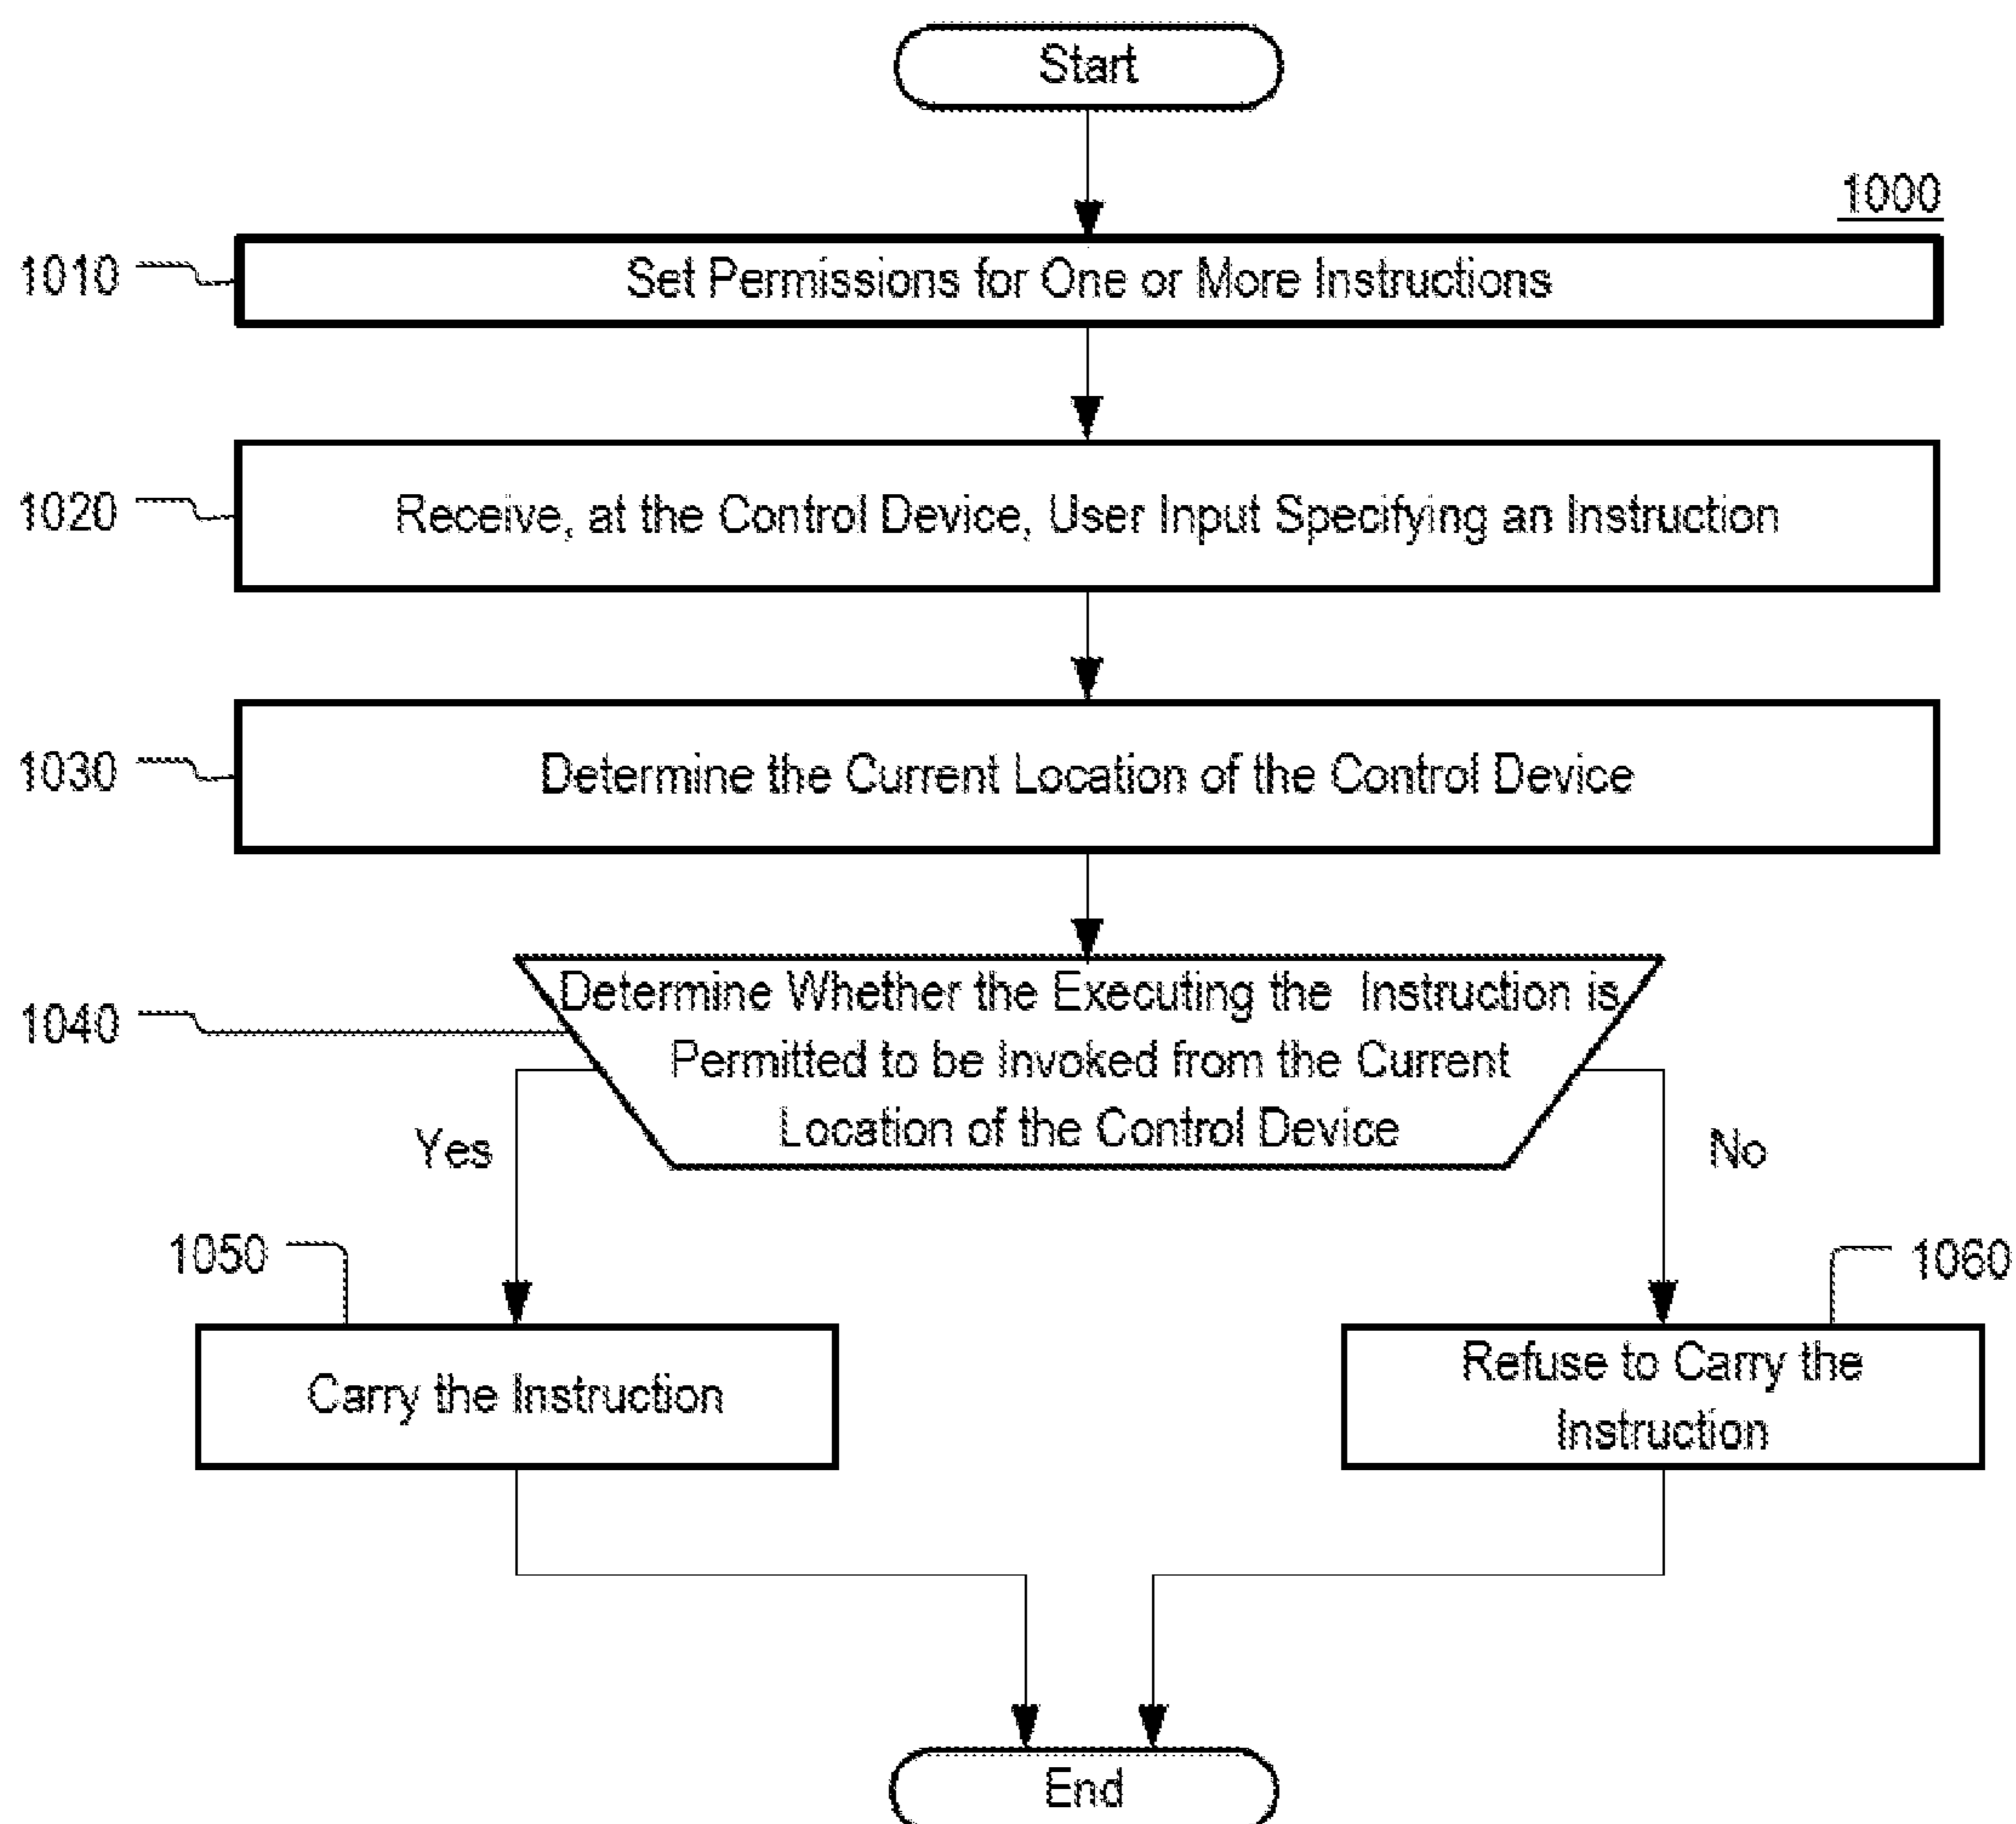 Start
1000
1010
Set Permissions for One or More Instructions
1020
Receive, at the Control Device, User Input Specifying an Instruction
1030
Determine the Current Location of the Control Device
1040
Determine Whether the Executing the Instruction is
Permitted to be Invoked from the Current
Location of the Control Device
Yes
No
1050
1060
Carry the Instruction
Refuse to Carry the
Instruction
End